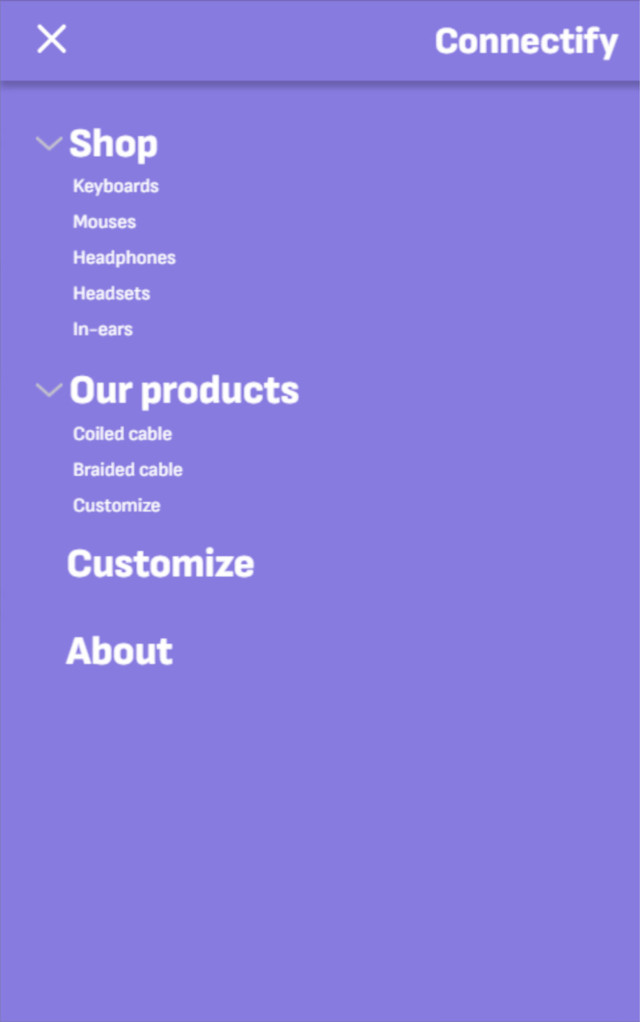 Connectify
Shop
Keyboards
Mouses
Headphones
Headsets
In-ears
Our products
Coiled cable
Braided cable
Customize
Customize
About